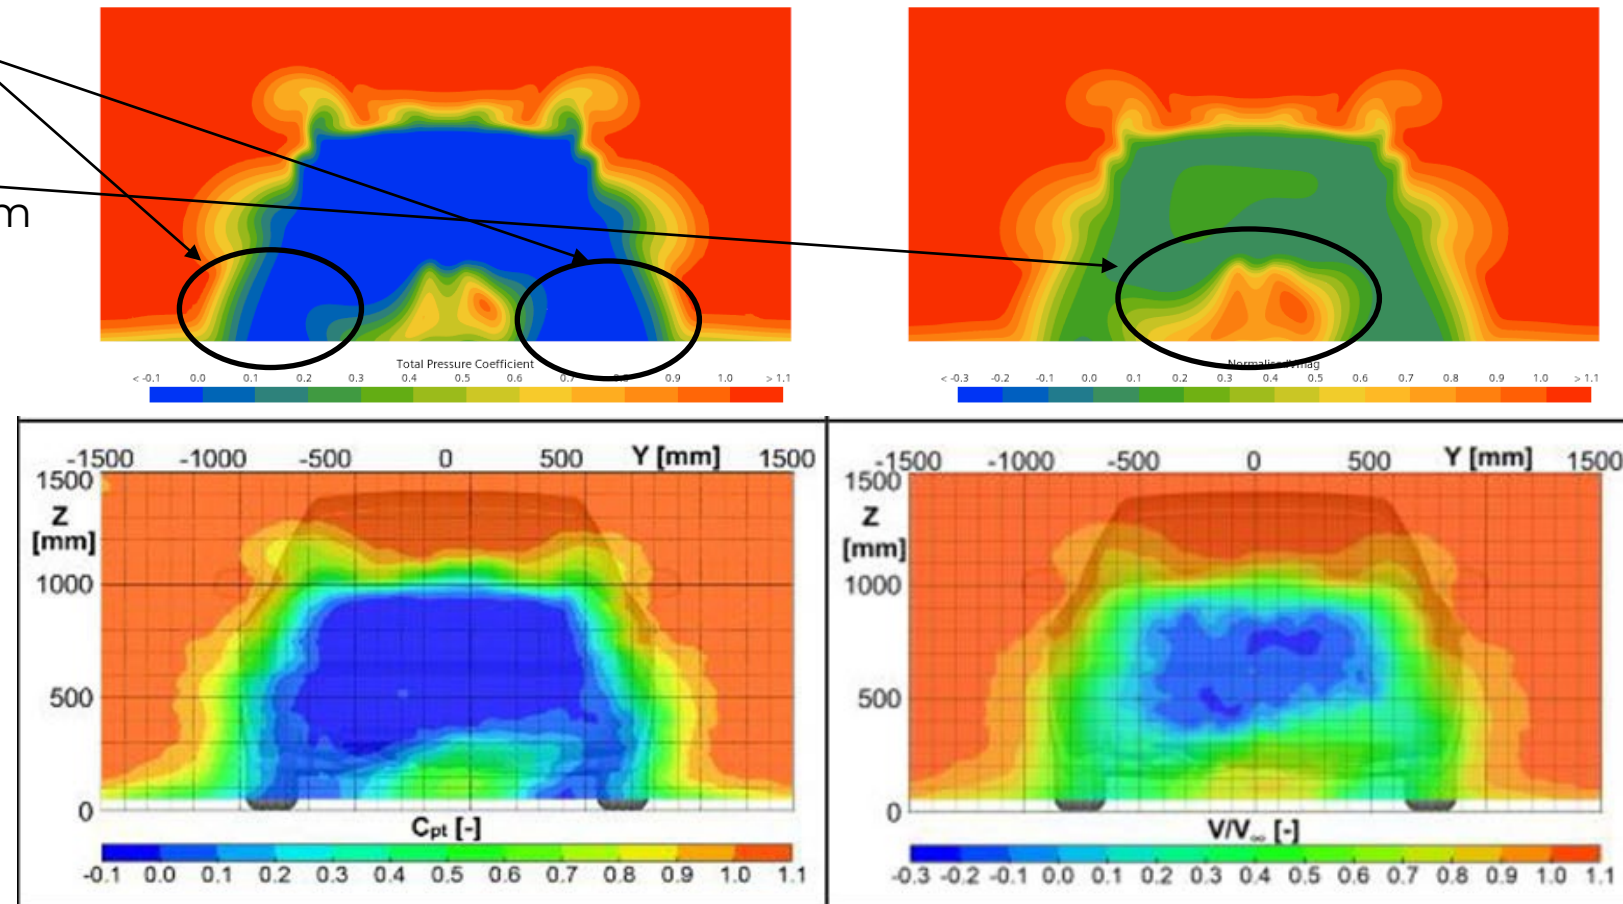 m
Total Pressure Coefficient
< -0.1 0.0 0.1 0.2 0.3 0.4 0.5 0.6 0.7 0.8 0.9 1.0 > 1.1
< -0.3 -0.2 -0.1 0.0 0.1 0.2 0.3 0.4 0.5 0.6 0.7 0.8 0.9 1.0 > 1.1
-1500 -1000 -500 0 500 Y [mm] 1500
1500
Z
[mm]
1000
500
0
Cpt [-]
-0.1 0.0 0.1 0.2 0.3 0.4 0.5 0.6 0.7 0.8 0.9 1.0 1.1
-1500 -1000 -500 0 500 Y [mm] 1500
1500
Z
[mm]
1000
500
0
V/V∞ [-]
-0.3 -0.2 -0.1 0.0 0.1 0.2 0.3 0.4 0.5 0.6 0.7 0.8 0.9 1.0 1.1